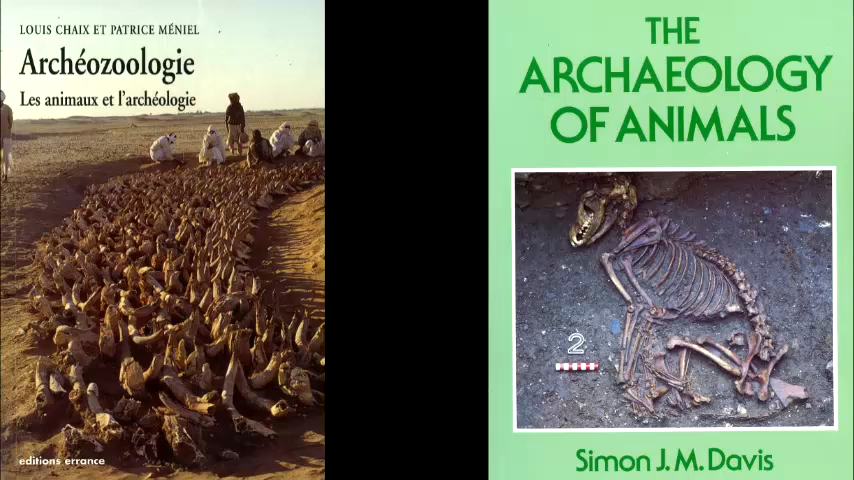 LOUIS CHAIX ET PATRICE MÉNIEL
Archéozoologie
Les animaux et l'archéologie
editions errance
THE
ARCHAEOLOGY
OF ANIMALS
2
Simon J. M. Davis